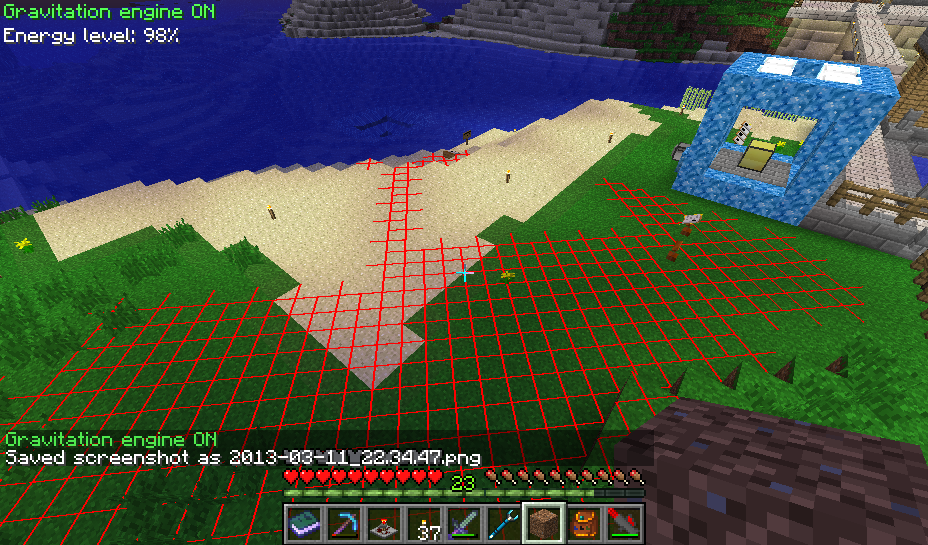 Gravitation engine ON
Energy level: 98%
Gravitation engine ON
Saved screenshot as 2013-03-11_22.34.47.png
23
37